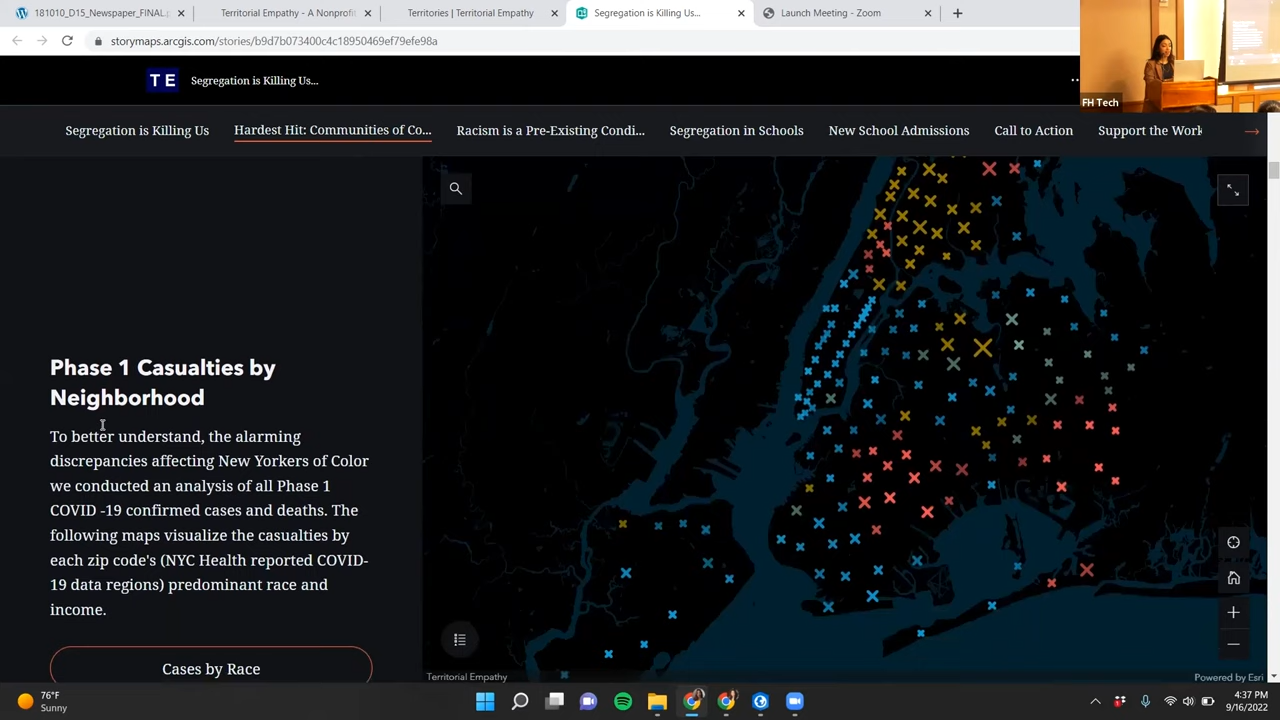 181010_D15_Newspaper_FINAL.p
Territorial Empathy - A Nonprofit
Territories | Territorial Empathy
Segregation is Killing Us...
Launch Meeting - Zoom
storymaps.arcgis.com/stories/b9d7b073400c4c18950469ef79efe98a
TE
Segregation is Killing Us...
FH Tech
Segregation is Killing Us
Hardest Hit: Communities of Co...
Racism is a Pre-Existing Condi...
Segregation in Schools
New School Admissions
Call to Action
Support the Work
Phase 1 Casualties by
Neighborhood
To better understand, the alarming
discrepancies affecting New Yorkers of Color
we conducted an analysis of all Phase 1
COVID -19 confirmed cases and deaths. The
following maps visualize the casualties by
each zip code's (NYC Health reported COVID-
19 data regions) predominant race and
income.
Cases by Race
Territorial Empathy
Powered by Esri
76°F
Sunny
4:37 PM
9/16/2022